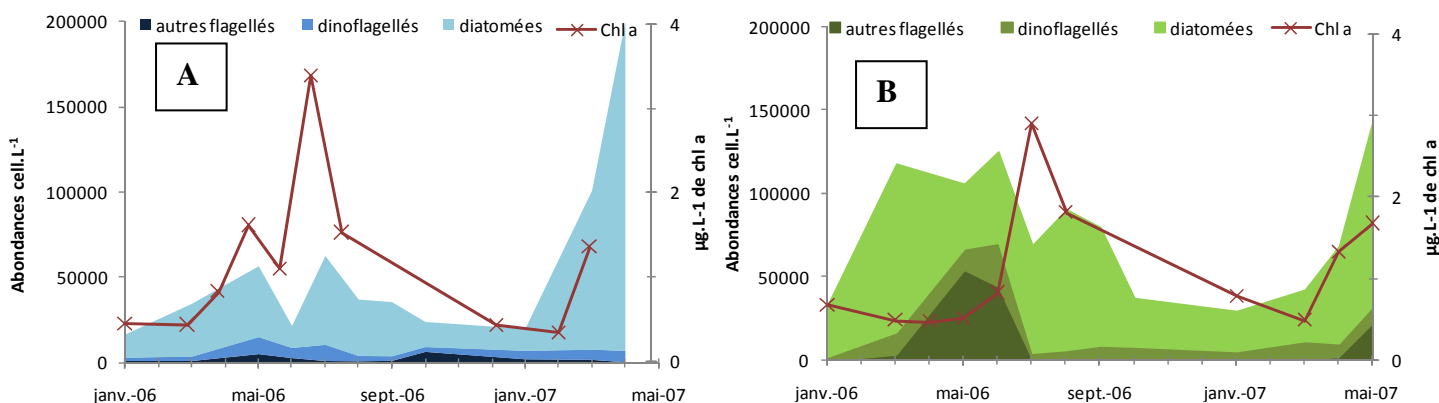 autres flagellés dinoflagellés diatomées Chl a
A
200000
150000
100000
50000
0
Abondances cell.L-1
4
2
0
µg.L-1 de chl a
janv.-06 mai-06 sept.-06 janv.-07 mai-07
autres flagellés dinoflagellés diatomées Chl a
B
200000
150000
100000
50000
0
Abondances cell.L-1
4
2
0
µg.L-1 de chl a
janv.-06 mai-06 sept.-06 janv.-07 mai-07